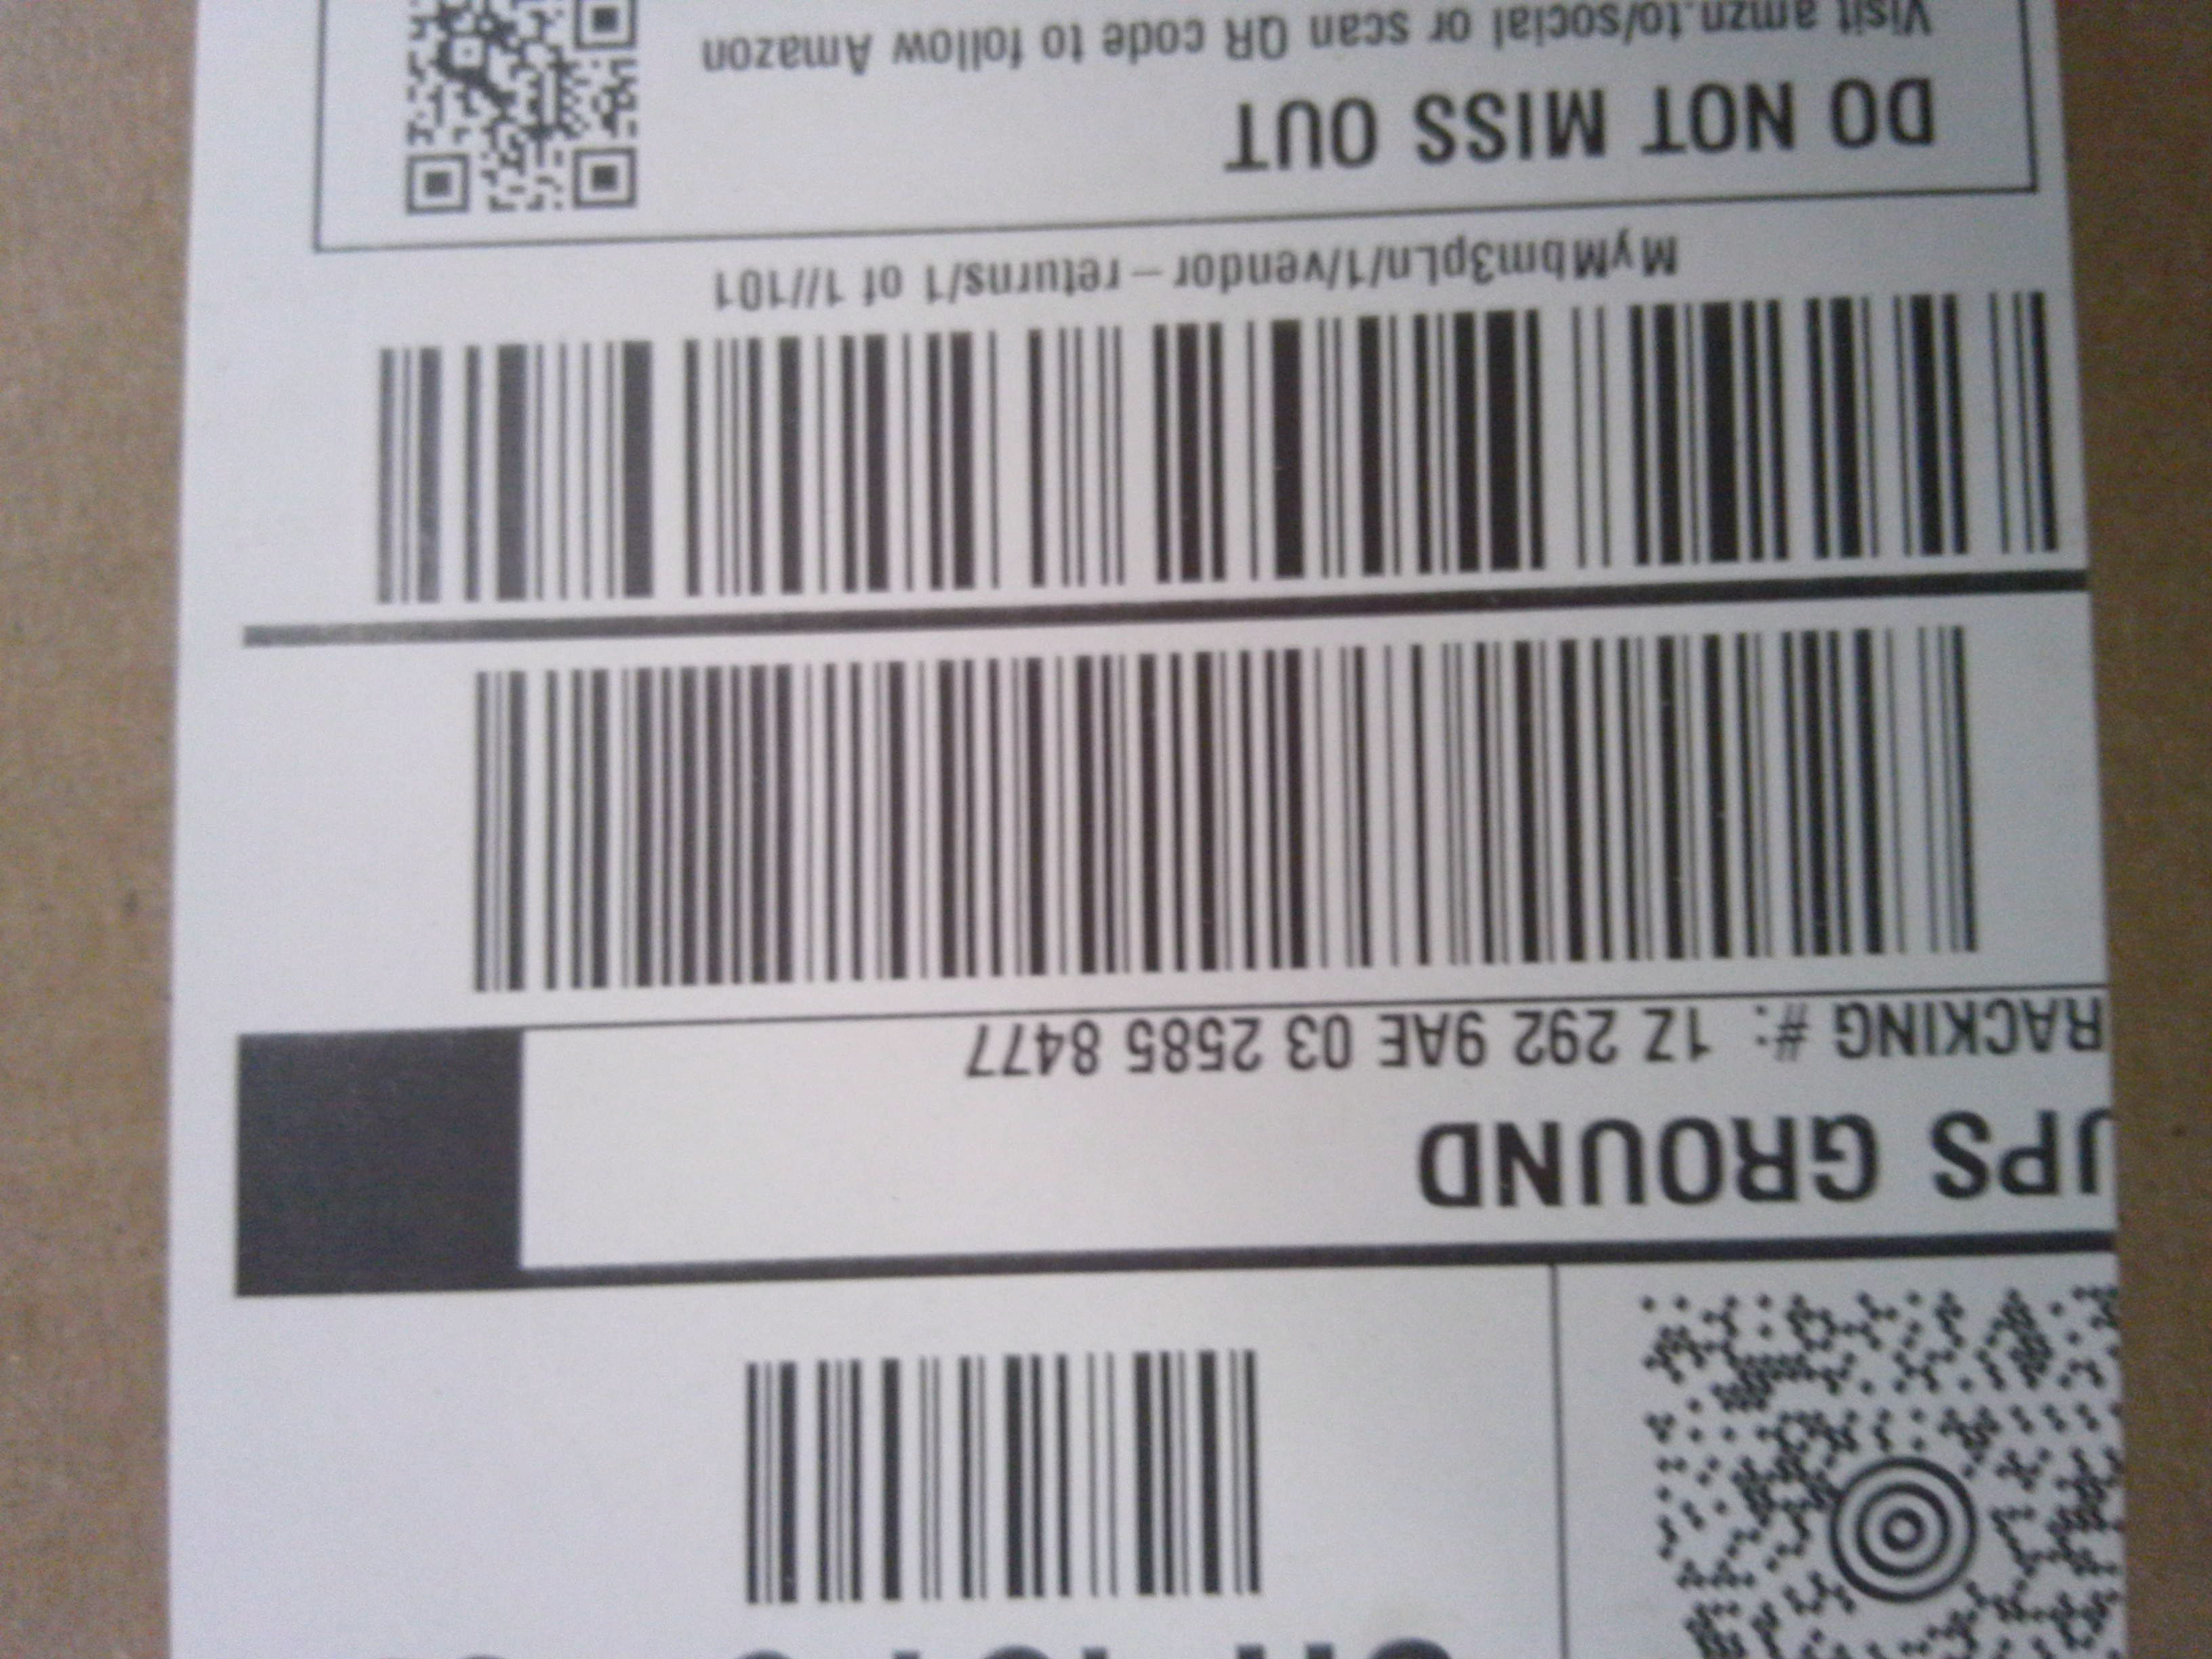 UPS GROUND
RACKING #: 1Z 292 9AE 03 2585 8477
MyMbm3pLn/1/vendor-returns/1 of 1//101
DO NOT MISS OUT
Visit amzn.to/social or scan QR code to follow Amazon